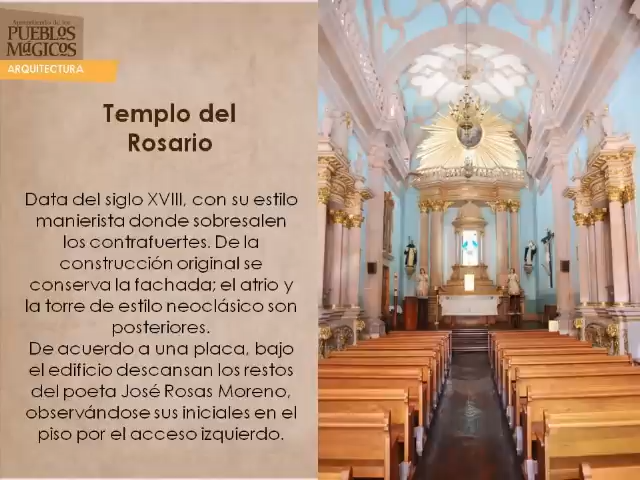 Apuntamiento de los
PUEBLOS
MáGICOS
ARQUITECTURA
Templo del
Rosario
Data del siglo XVIII, con su estilo
manierista donde sobresalen
los contrafuertes. De la
construcción original se
conserva la fachada; el atrio y
la torre de estilo neoclásico son
posteriores.
De acuerdo a una placa, bajo
el edificio descansan los restos
del poeta José Rosas Moreno,
observándose sus iniciales en el
piso por el acceso izquierdo.